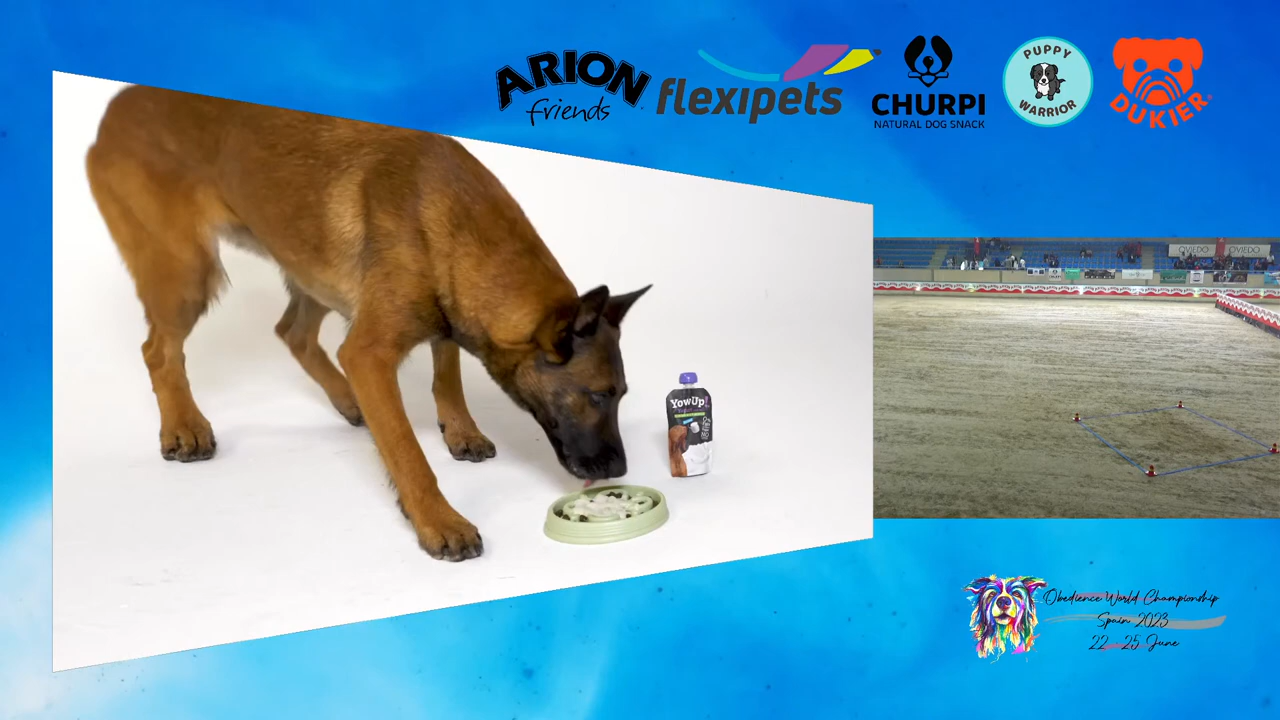 ARION
friends
flexipets
CHURPI
NATURAL DOG SNACK
PUPPY
WARRIOR
DUKIER
YowUp!
OVIEDO
OVIEDO
Obedience World Championship
Spain 2023
22 - 25 June